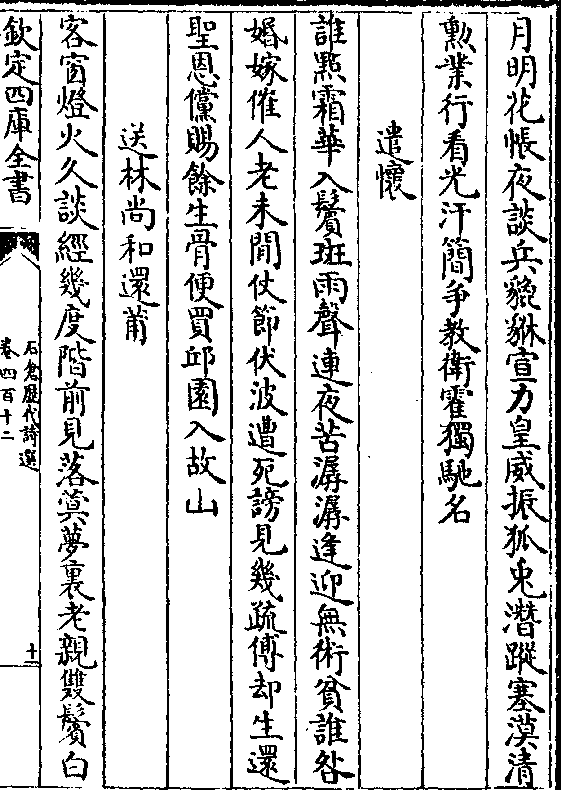 月明花帳夜談兵貔貅宣力皇威振狐兎潛蹤塞漠清
勲業行看光汗簡爭教衛霍獨馳名
遣懷
誰㸃霜華入鬢斑雨聲連夜苦潺潺逢迎無術貧誰咎
婚嫁催人老未閒仗節伏波遭死謗見幾疏傅却生還
聖恩儻賜餘生骨便買邱園入故山
送林尚和還莆
客窗燈火久談經幾度階前見落蓂夢裏老親雙鬢白
欽定四庫全書
石倉歷代詩選
卷四百十二
十